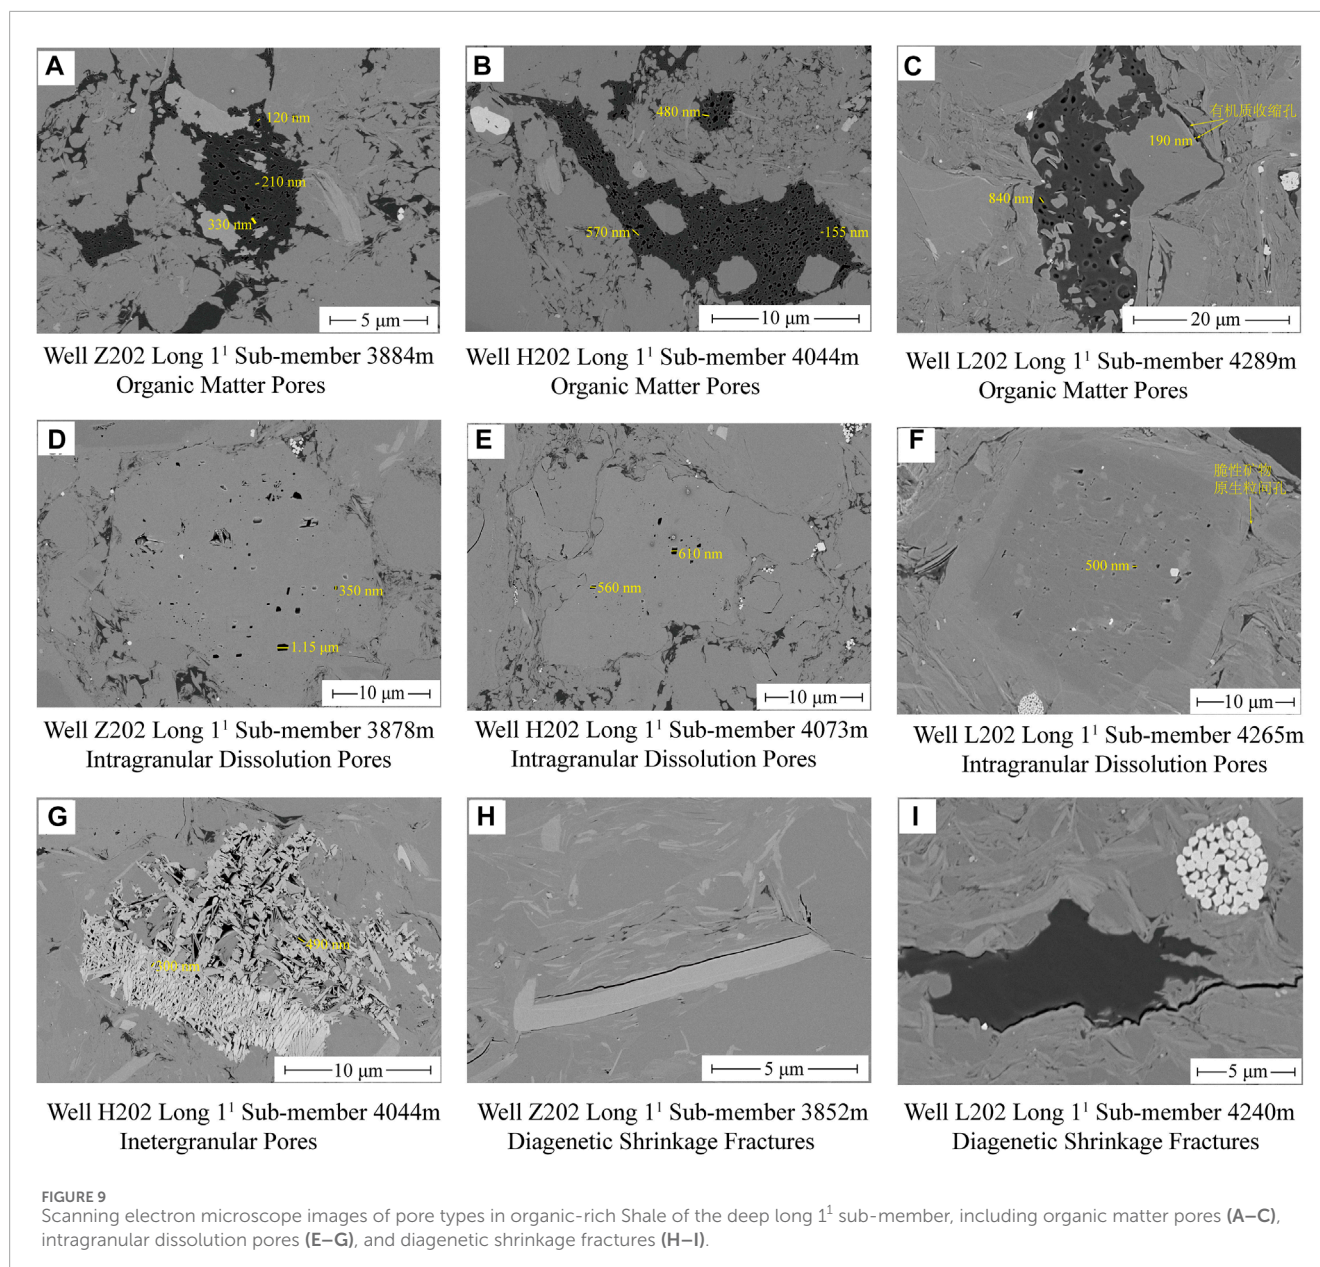 A
120 nm
210 nm
330 nm
5 μm
Well Z202 Long 1¹ Sub-member 3884m
Organic Matter Pores
B
480 nm
570 nm
155 nm
10 μm
Well H202 Long 1¹ Sub-member 4044m
Organic Matter Pores
C
有机质收缩孔
190 nm
840 nm
20 μm
Well L202 Long 1¹ Sub-member 4289m
Organic Matter Pores
D
350 nm
1.15 μm
10 μm
Well Z202 Long 1¹ Sub-member 3878m
Intragranular Dissolution Pores
E
610 nm
560 nm
10 μm
Well H202 Long 1¹ Sub-member 4073m
Intragranular Dissolution Pores
F
脆性矿物
原生粒间孔
500 nm
10 μm
Well L202 Long 1¹ Sub-member 4265m
Intragranular Dissolution Pores
G
490 nm
300 nm
10 μm
Well H202 Long 1¹ Sub-member 4044m
Inetergranular Pores
H
5 μm
Well Z202 Long 1¹ Sub-member 3852m
Diagenetic Shrinkage Fractures
I
5 μm
Well L202 Long 1¹ Sub-member 4240m
Diagenetic Shrinkage Fractures
FIGURE 9
Scanning electron microscope images of pore types in organic-rich Shale of the deep long 1¹ sub-member, including organic matter pores (A–C),
intragranular dissolution pores (E–G), and diagenetic shrinkage fractures (H–I).